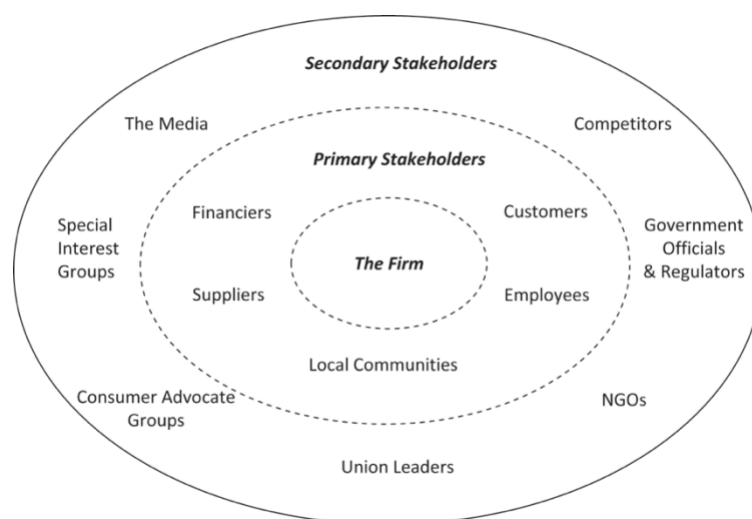 Secondary Stakeholders
The Media
Competitors
Primary Stakeholders
Financiers
Customers
Special
Interest
Groups
Government
Officials
& Regulators
The Firm
Suppliers
Employees
Local Communities
Consumer Advocate
Groups
NGOs
Union Leaders